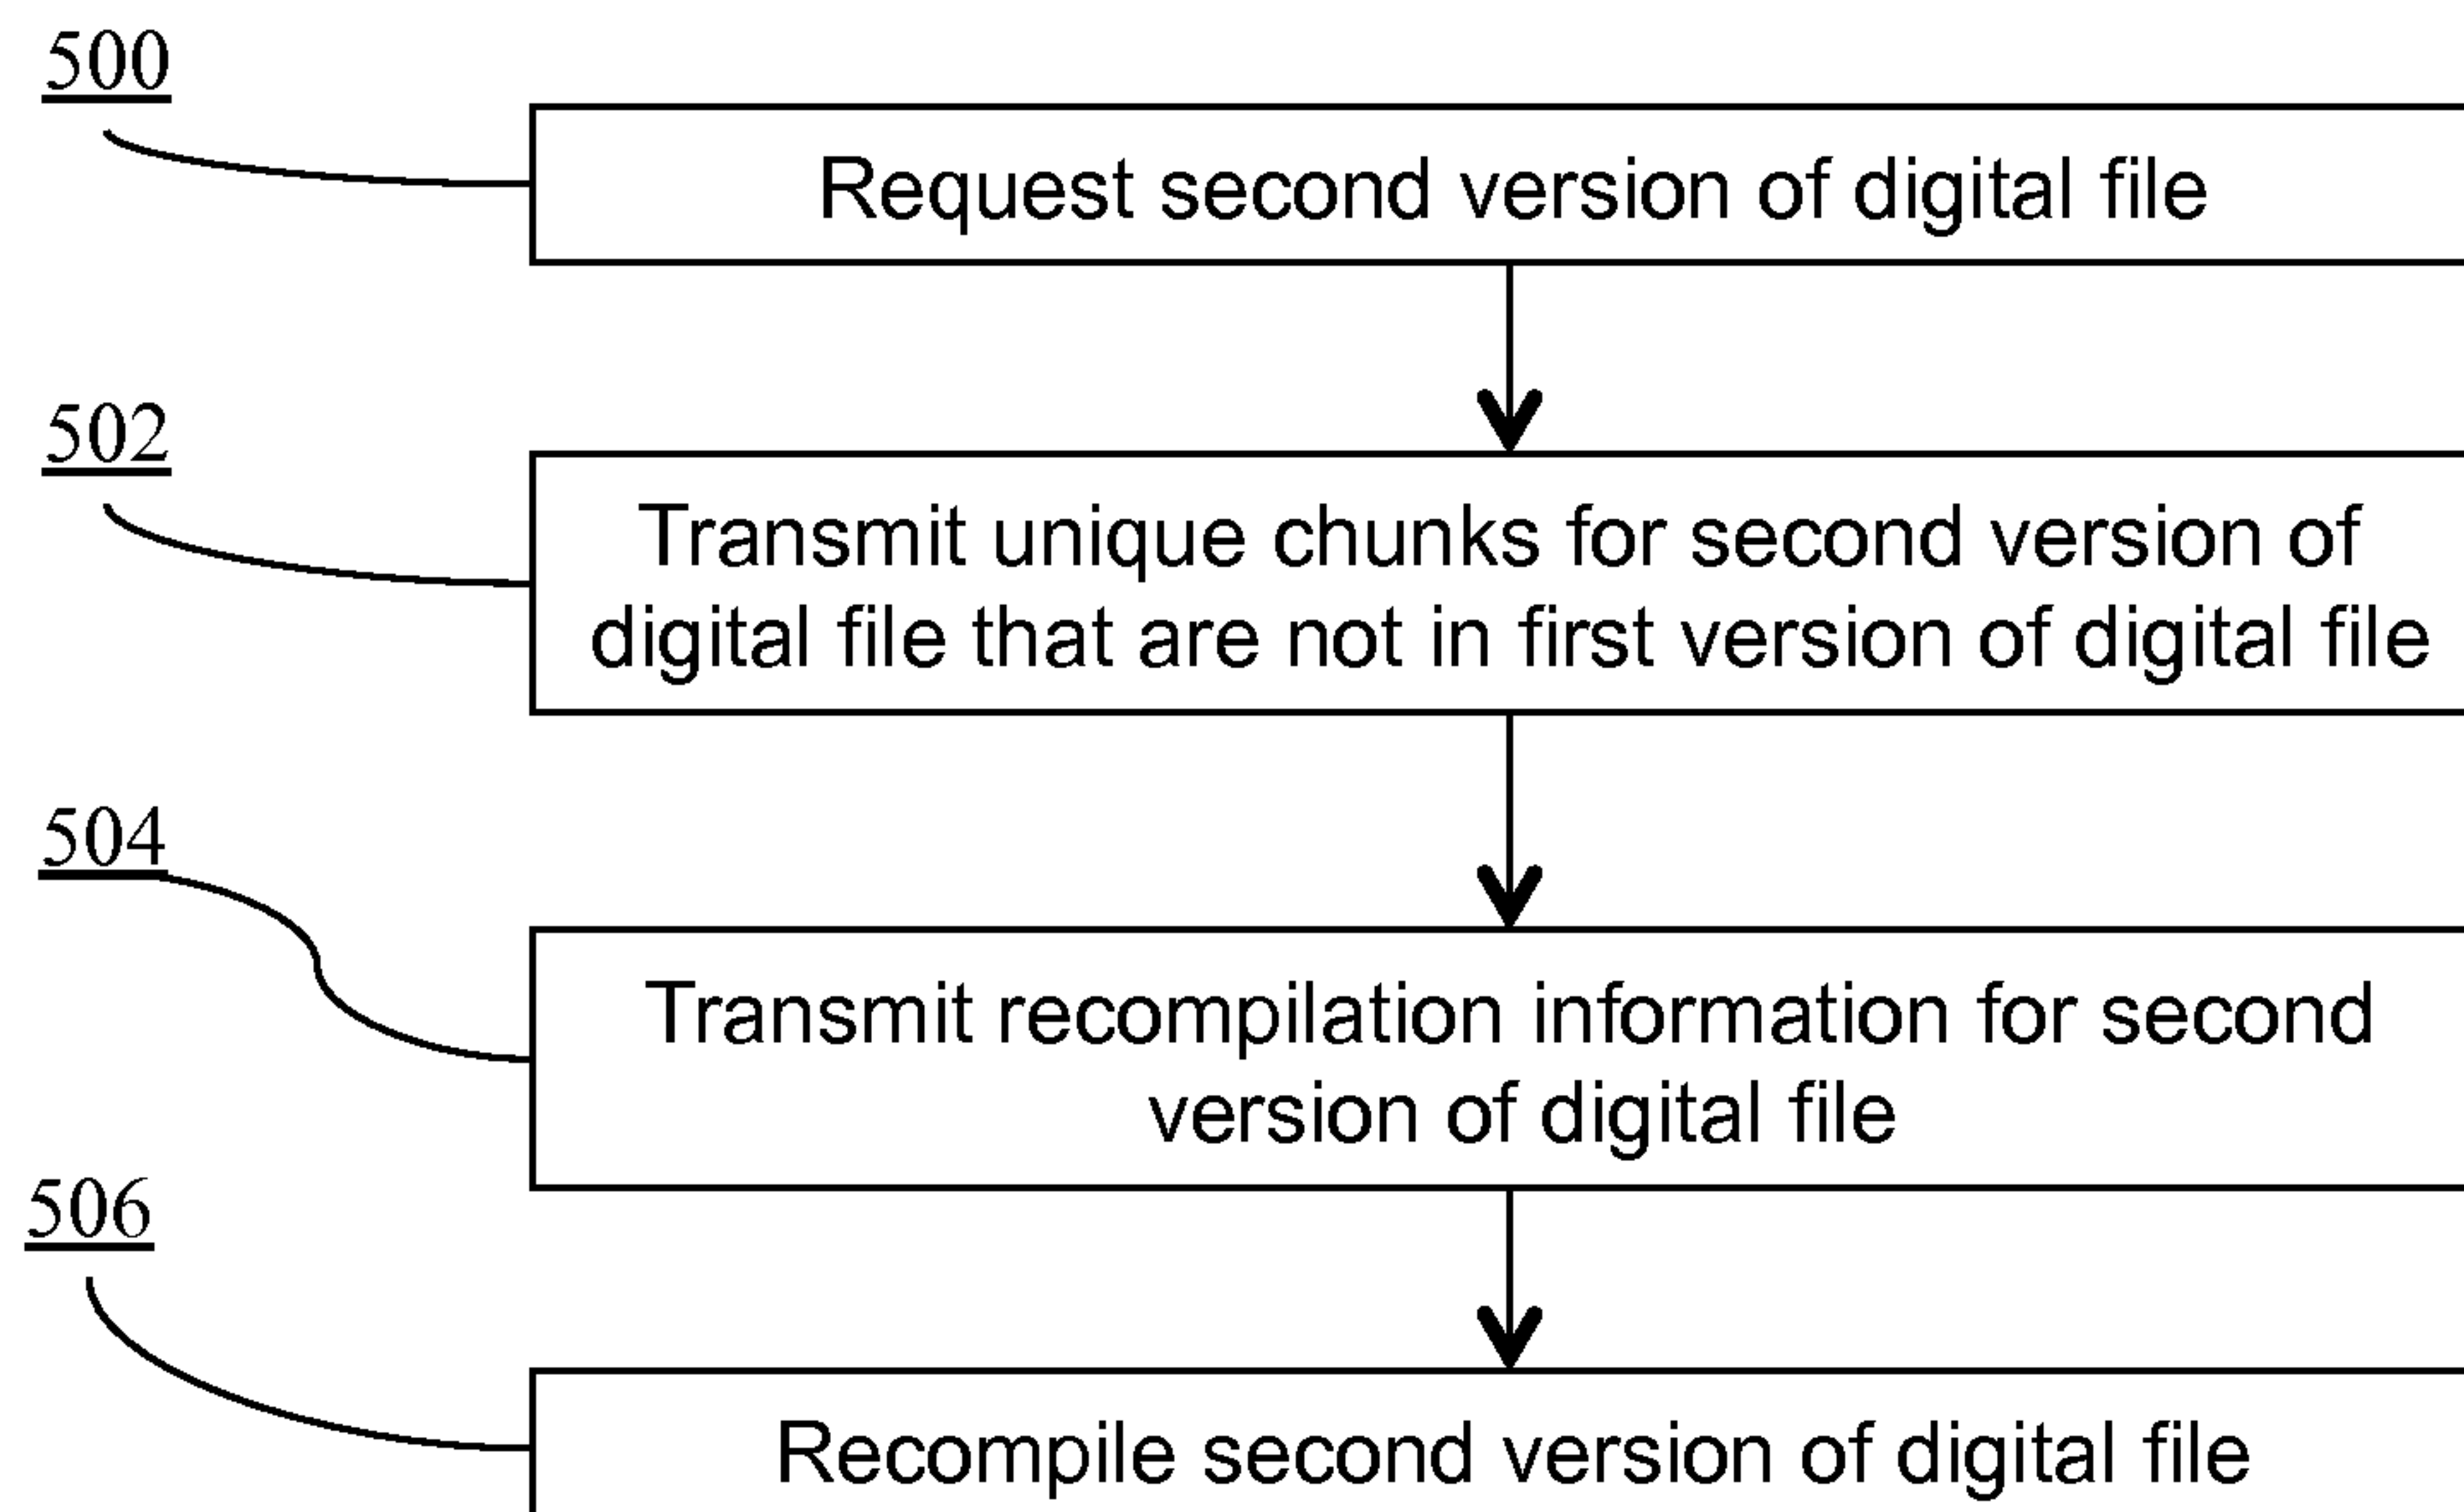 500
Request second version of digital file
502
Transmit unique chunks for second version of
digital file that are not in first version of digital file
504
Transmit recompilation information for second
version of digital file
506
Recompile second version of digital file